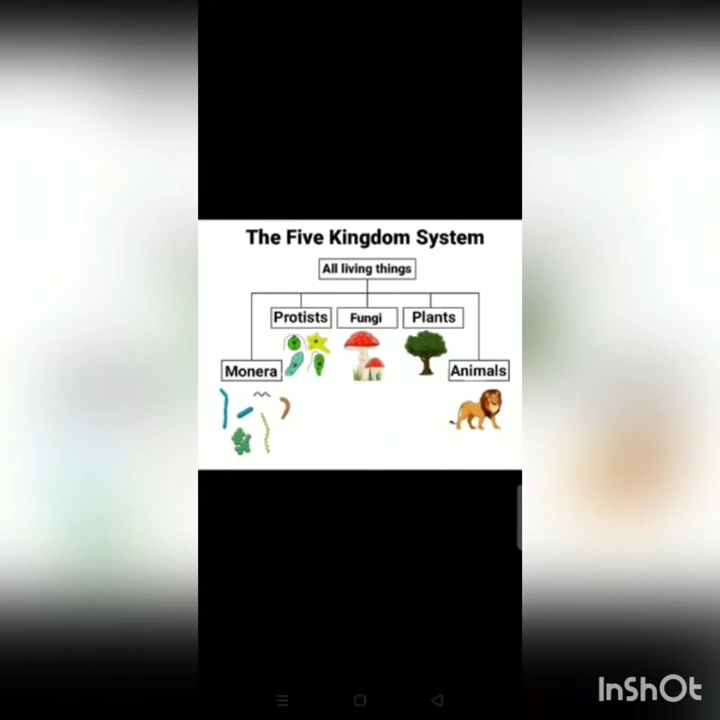 The Five Kingdom System
All living things
Protists
Fungi
Plants
Monera
Animals
InShOt